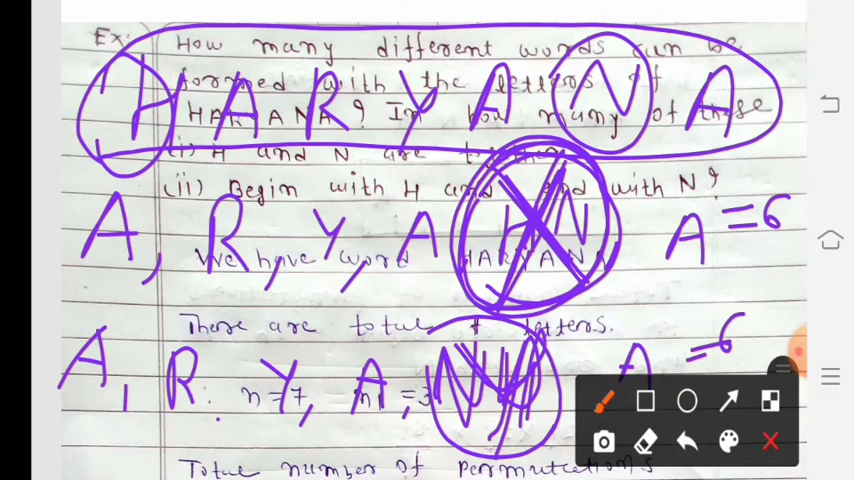 Ex: How many different words can be
formed with the letters of
H A R Y A N A
HARYANA? In how many of these
(i) H and N are together
(ii) Begin with H and end with N?
A, R, Y, A HN A =6
We have word HARYANA
There are total 7 letters.
A, R, Y, A, A =6
n=7, =3
Total number of permutations